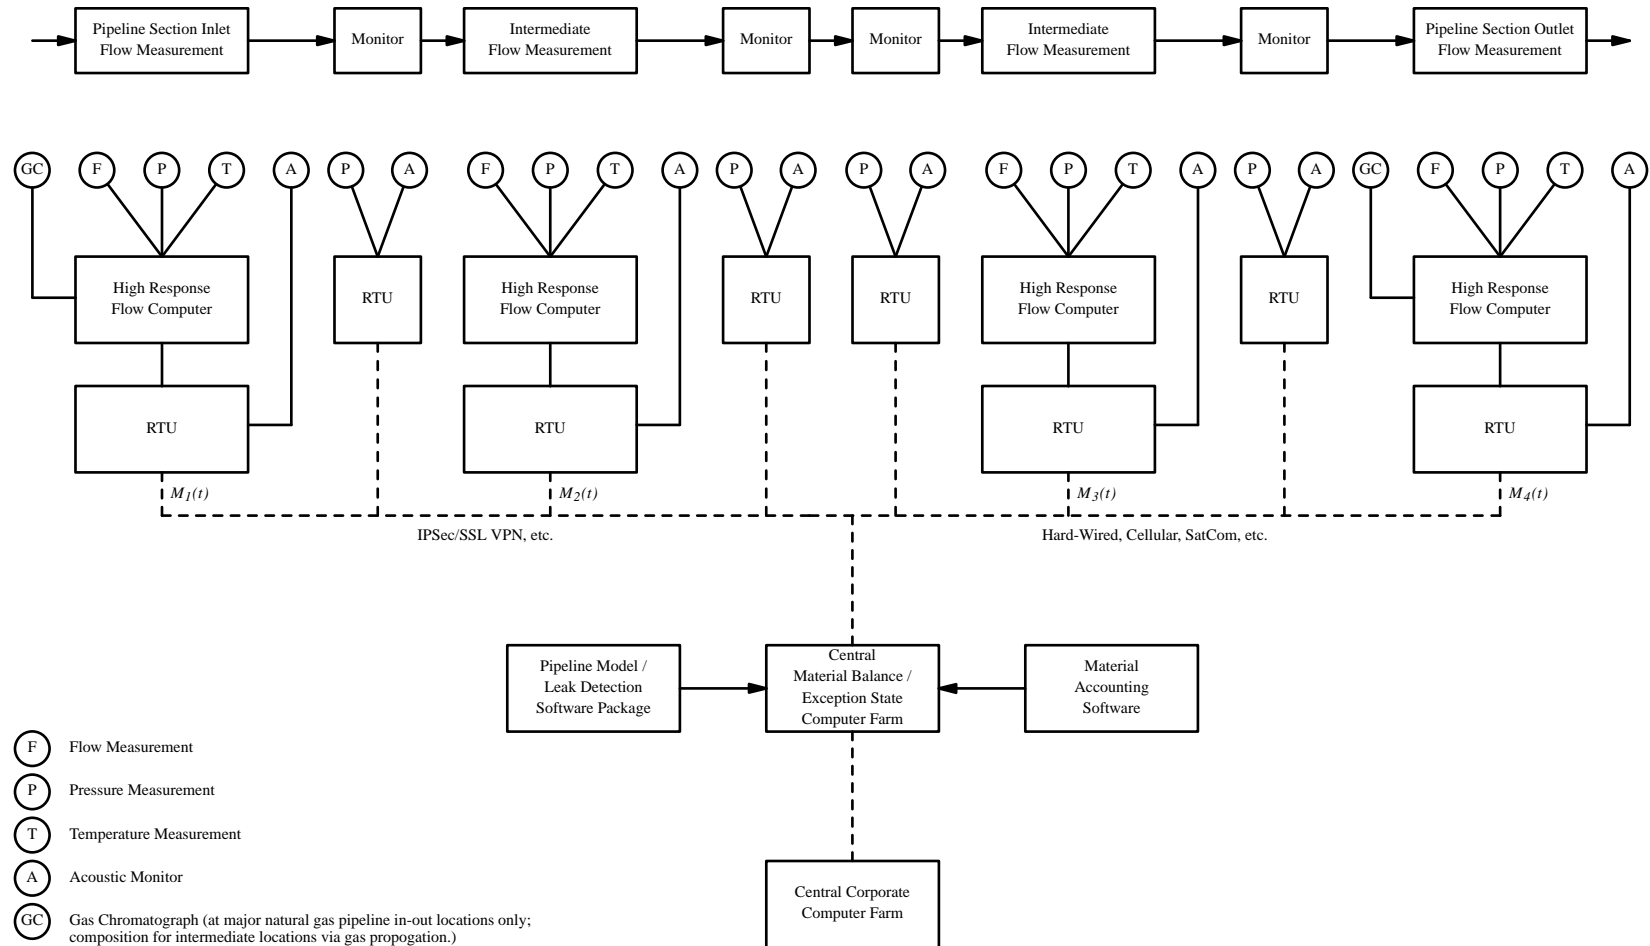 Pipeline Section Inlet
Flow Measurement
Monitor
Intermediate
Flow Measurement
Monitor
Monitor
Intermediate
Flow Measurement
Monitor
Pipeline Section Outlet
Flow Measurement
GC
F
P
T
A
P
A
F
P
T
A
P
A
P
A
F
P
T
A
P
A
GC
F
P
T
A
High Response
Flow Computer
RTU
High Response
Flow Computer
RTU
RTU
High Response
Flow Computer
RTU
High Response
Flow Computer
RTU
RTU
RTU
RTU
M1(t)
M2(t)
M3(t)
M4(t)
IPSec/SSL VPN, etc.
Hard-Wired, Cellular, SatCom, etc.
Pipeline Model /
Leak Detection
Software Package
Central
Material Balance /
Exception State
Computer Farm
Material
Accounting
Software
F Flow Measurement
P Pressure Measurement
T Temperature Measurement
A Acoustic Monitor
GC Gas Chromatograph (at major natural gas pipeline in-out locations only;
composition for intermediate locations via gas propogation.)
Central Corporate
Computer Farm